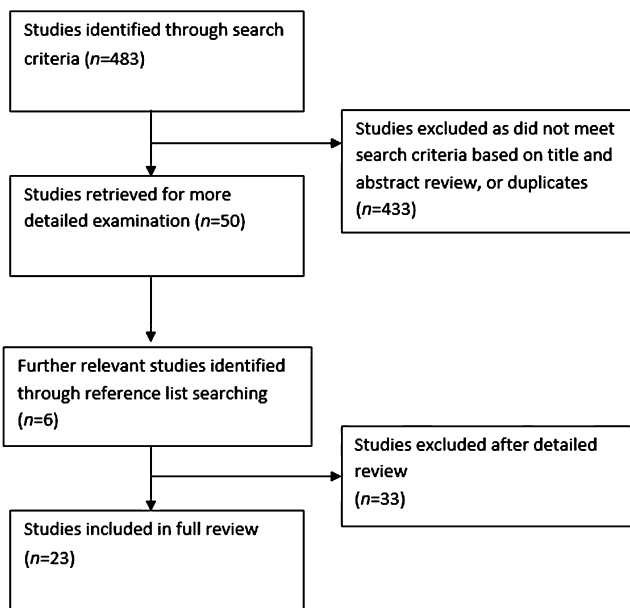 Studies identified through search
criteria (n=483)
Studies excluded as did not meet
search criteria based on title and
abstract review, or duplicates
(n=433)
Studies retrieved for more
detailed examination (n=50)
Further relevant studies identified
through reference list searching
(n=6)
Studies excluded after detailed
review
(n=33)
Studies included in full review
(n=23)